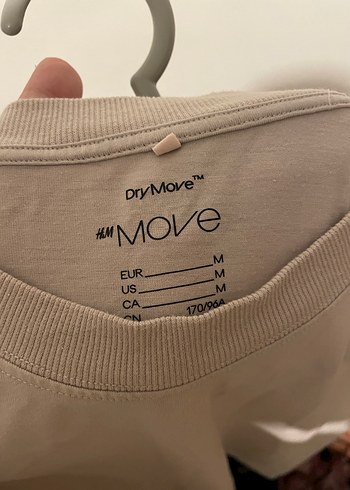 DryMove™
H&M MOVE
EUR M
US M
CA M
CN 170/96A